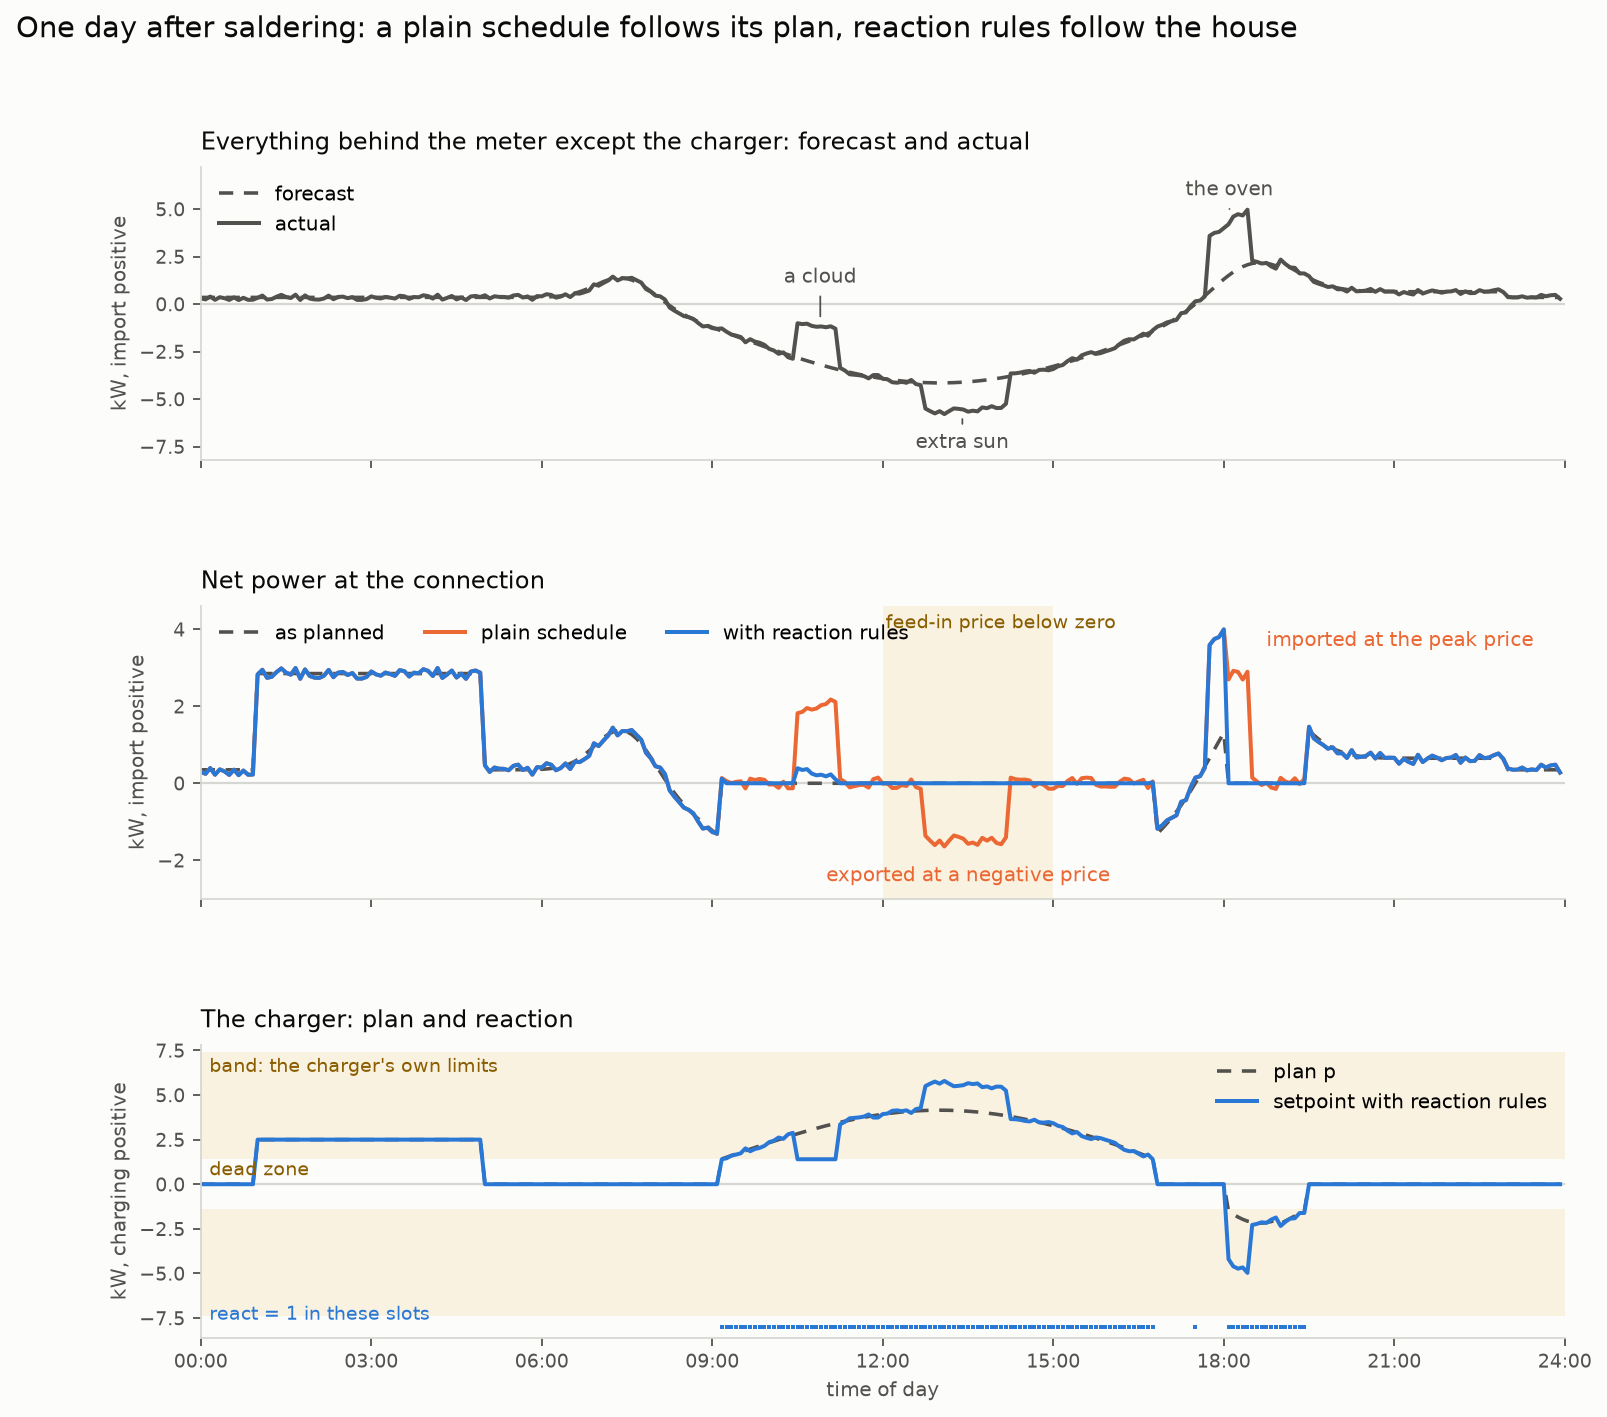 One day after saldering: a plain schedule follows its plan, reaction rules follow the house
Everything behind the meter except the charger: forecast and actual
kW, import positive
5.0
2.5
0.0
−2.5
−5.0
−7.5
forecast
actual
a cloud
extra sun
the oven
Net power at the connection
kW, import positive
4
2
0
−2
as planned
plain schedule
with reaction rules
feed-in price below zero
imported at the peak price
exported at a negative price
The charger: plan and reaction
kW, charging positive
7.5
5.0
2.5
0.0
−2.5
−5.0
−7.5
band: the charger's own limits
dead zone
react = 1 in these slots
plan p
setpoint with reaction rules
00:00
03:00
06:00
09:00
12:00
15:00
18:00
21:00
24:00
time of day